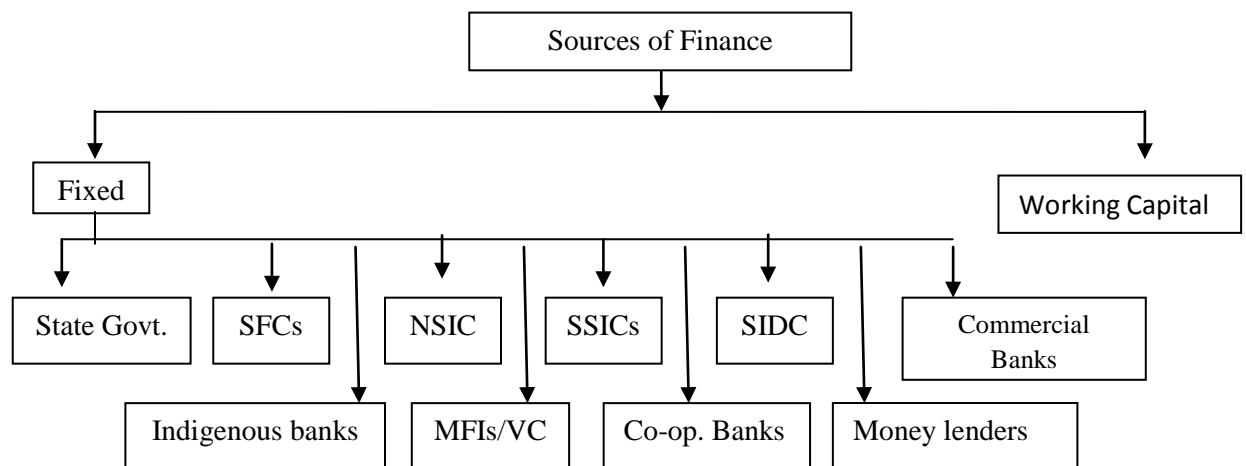 Sources of Finance
Fixed
Working Capital
State Govt.
SFCs
NSIC
SSICs
SIDC
Commercial
Banks
Indigenous banks
MFIs/VC
Co-op. Banks
Money lenders